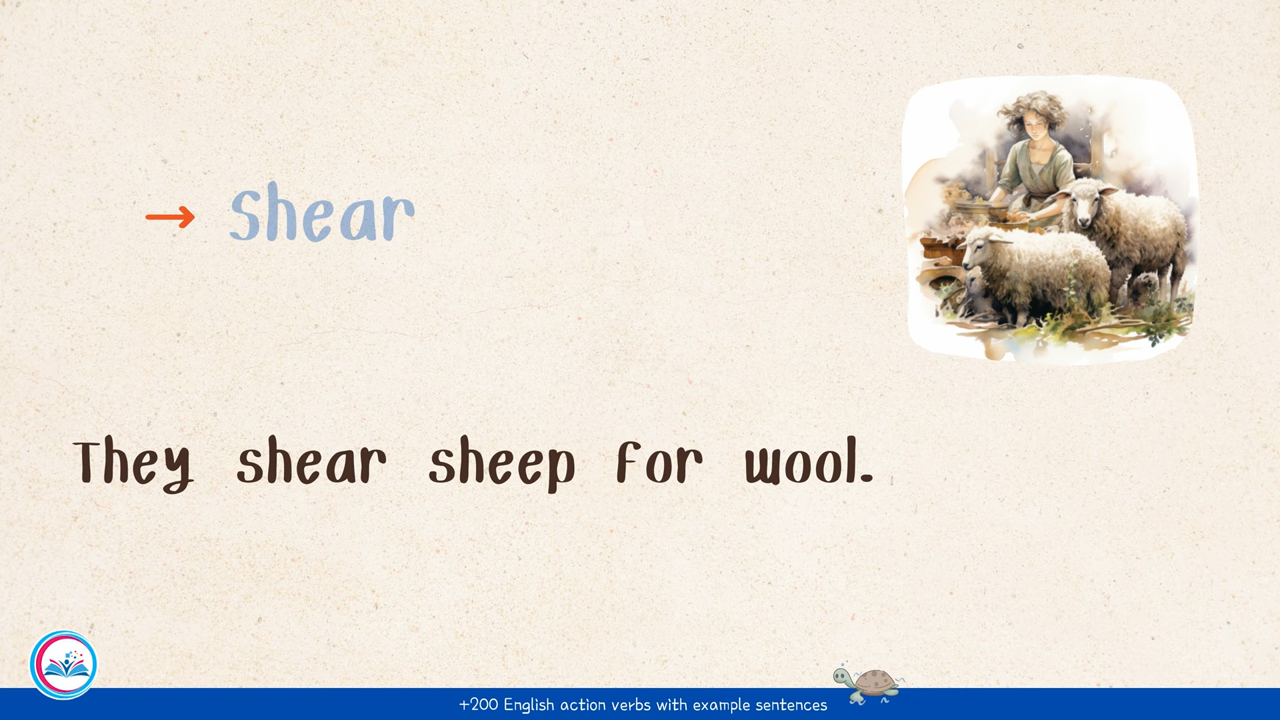 → Shear
They shear sheep for wool.
+200 English action verbs with example sentences